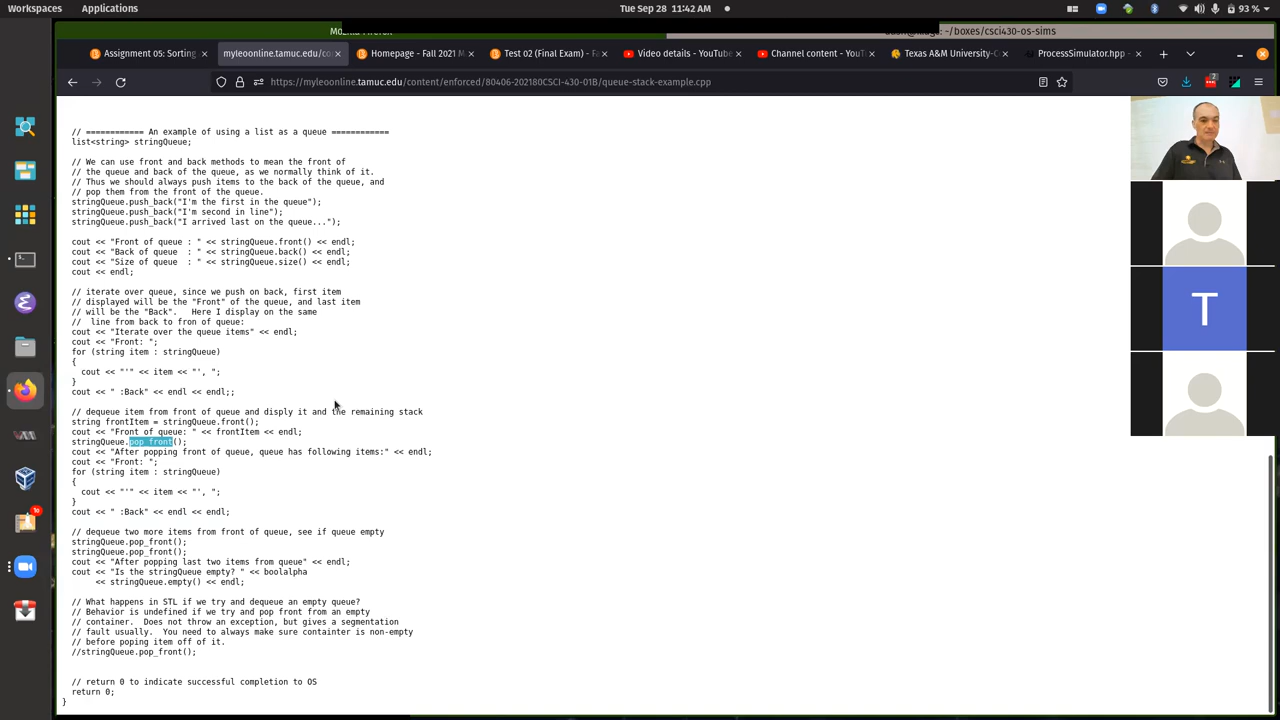 Workspaces
Applications
Tue Sep 28 11:42 AM
93 %
~/boxes/csci430-os-sims
Assignment 05: Sorting
myleoonline.tamuc.edu/co
Homepage - Fall 2021 M
Test 02 (Final Exam) - Fa
Video details - YouTube
Channel content - YouTu
Texas A&M University-C
ProcessSimulator.hpp -
https://myleoonline.tamuc.edu/content/enforced/80406-202180CSCI-430-01B/queue-stack-example.cpp
// ============ An example of using a list as a queue ============
list<string> stringQueue;
// We can use front and back methods to mean the front of
// the queue and back of the queue, as we normally think of it.
// Thus we should always push items to the back of the queue, and
// pop them from the front of the queue.
stringQueue.push_back("I'm the first in the queue");
stringQueue.push_back("I'm second in line");
stringQueue.push_back("I arrived last on the queue...");
cout << "Front of queue : " << stringQueue.front() << endl;
cout << "Back of queue  : " << stringQueue.back() << endl;
cout << "Size of queue  : " << stringQueue.size() << endl;
cout << endl;
// iterate over queue, since we push on back, first item
// displayed will be the "Front" of the queue, and last item
// will be the "Back".   Here I display on the same
//  line from back to fron of queue:
cout << "Iterate over the queue items" << endl;
cout << "Front: ";
for (string item : stringQueue)
{
cout << "'" << item << "', ";
}
cout << " :Back" << endl << endl;;
// dequeue item from front of queue and disply it and the remaining stack
string frontItem = stringQueue.front();
cout << "Front of queue: " << frontItem << endl;
stringQueue.pop_front();
cout << "After popping front of queue, queue has following items:" << endl;
cout << "Front: ";
for (string item : stringQueue)
{
cout << "'" << item << "', ";
}
cout << " :Back" << endl << endl;
// dequeue two more items from front of queue, see if queue empty
stringQueue.pop_front();
stringQueue.pop_front();
cout << "After popping last two items from queue" << endl;
cout << "Is the stringQueue empty? " << boolalpha
<< stringQueue.empty() << endl;
// What happens in STL if we try and dequeue an empty queue?
// Behavior is undefined if we try and pop front from an empty
// container.  Does not throw an exception, but gives a segmentation
// fault usually.  You need to always make sure containter is non-empty
// before poping item off of it.
//stringQueue.pop_front();
// return 0 to indicate successful completion to OS
return 0;
}
T